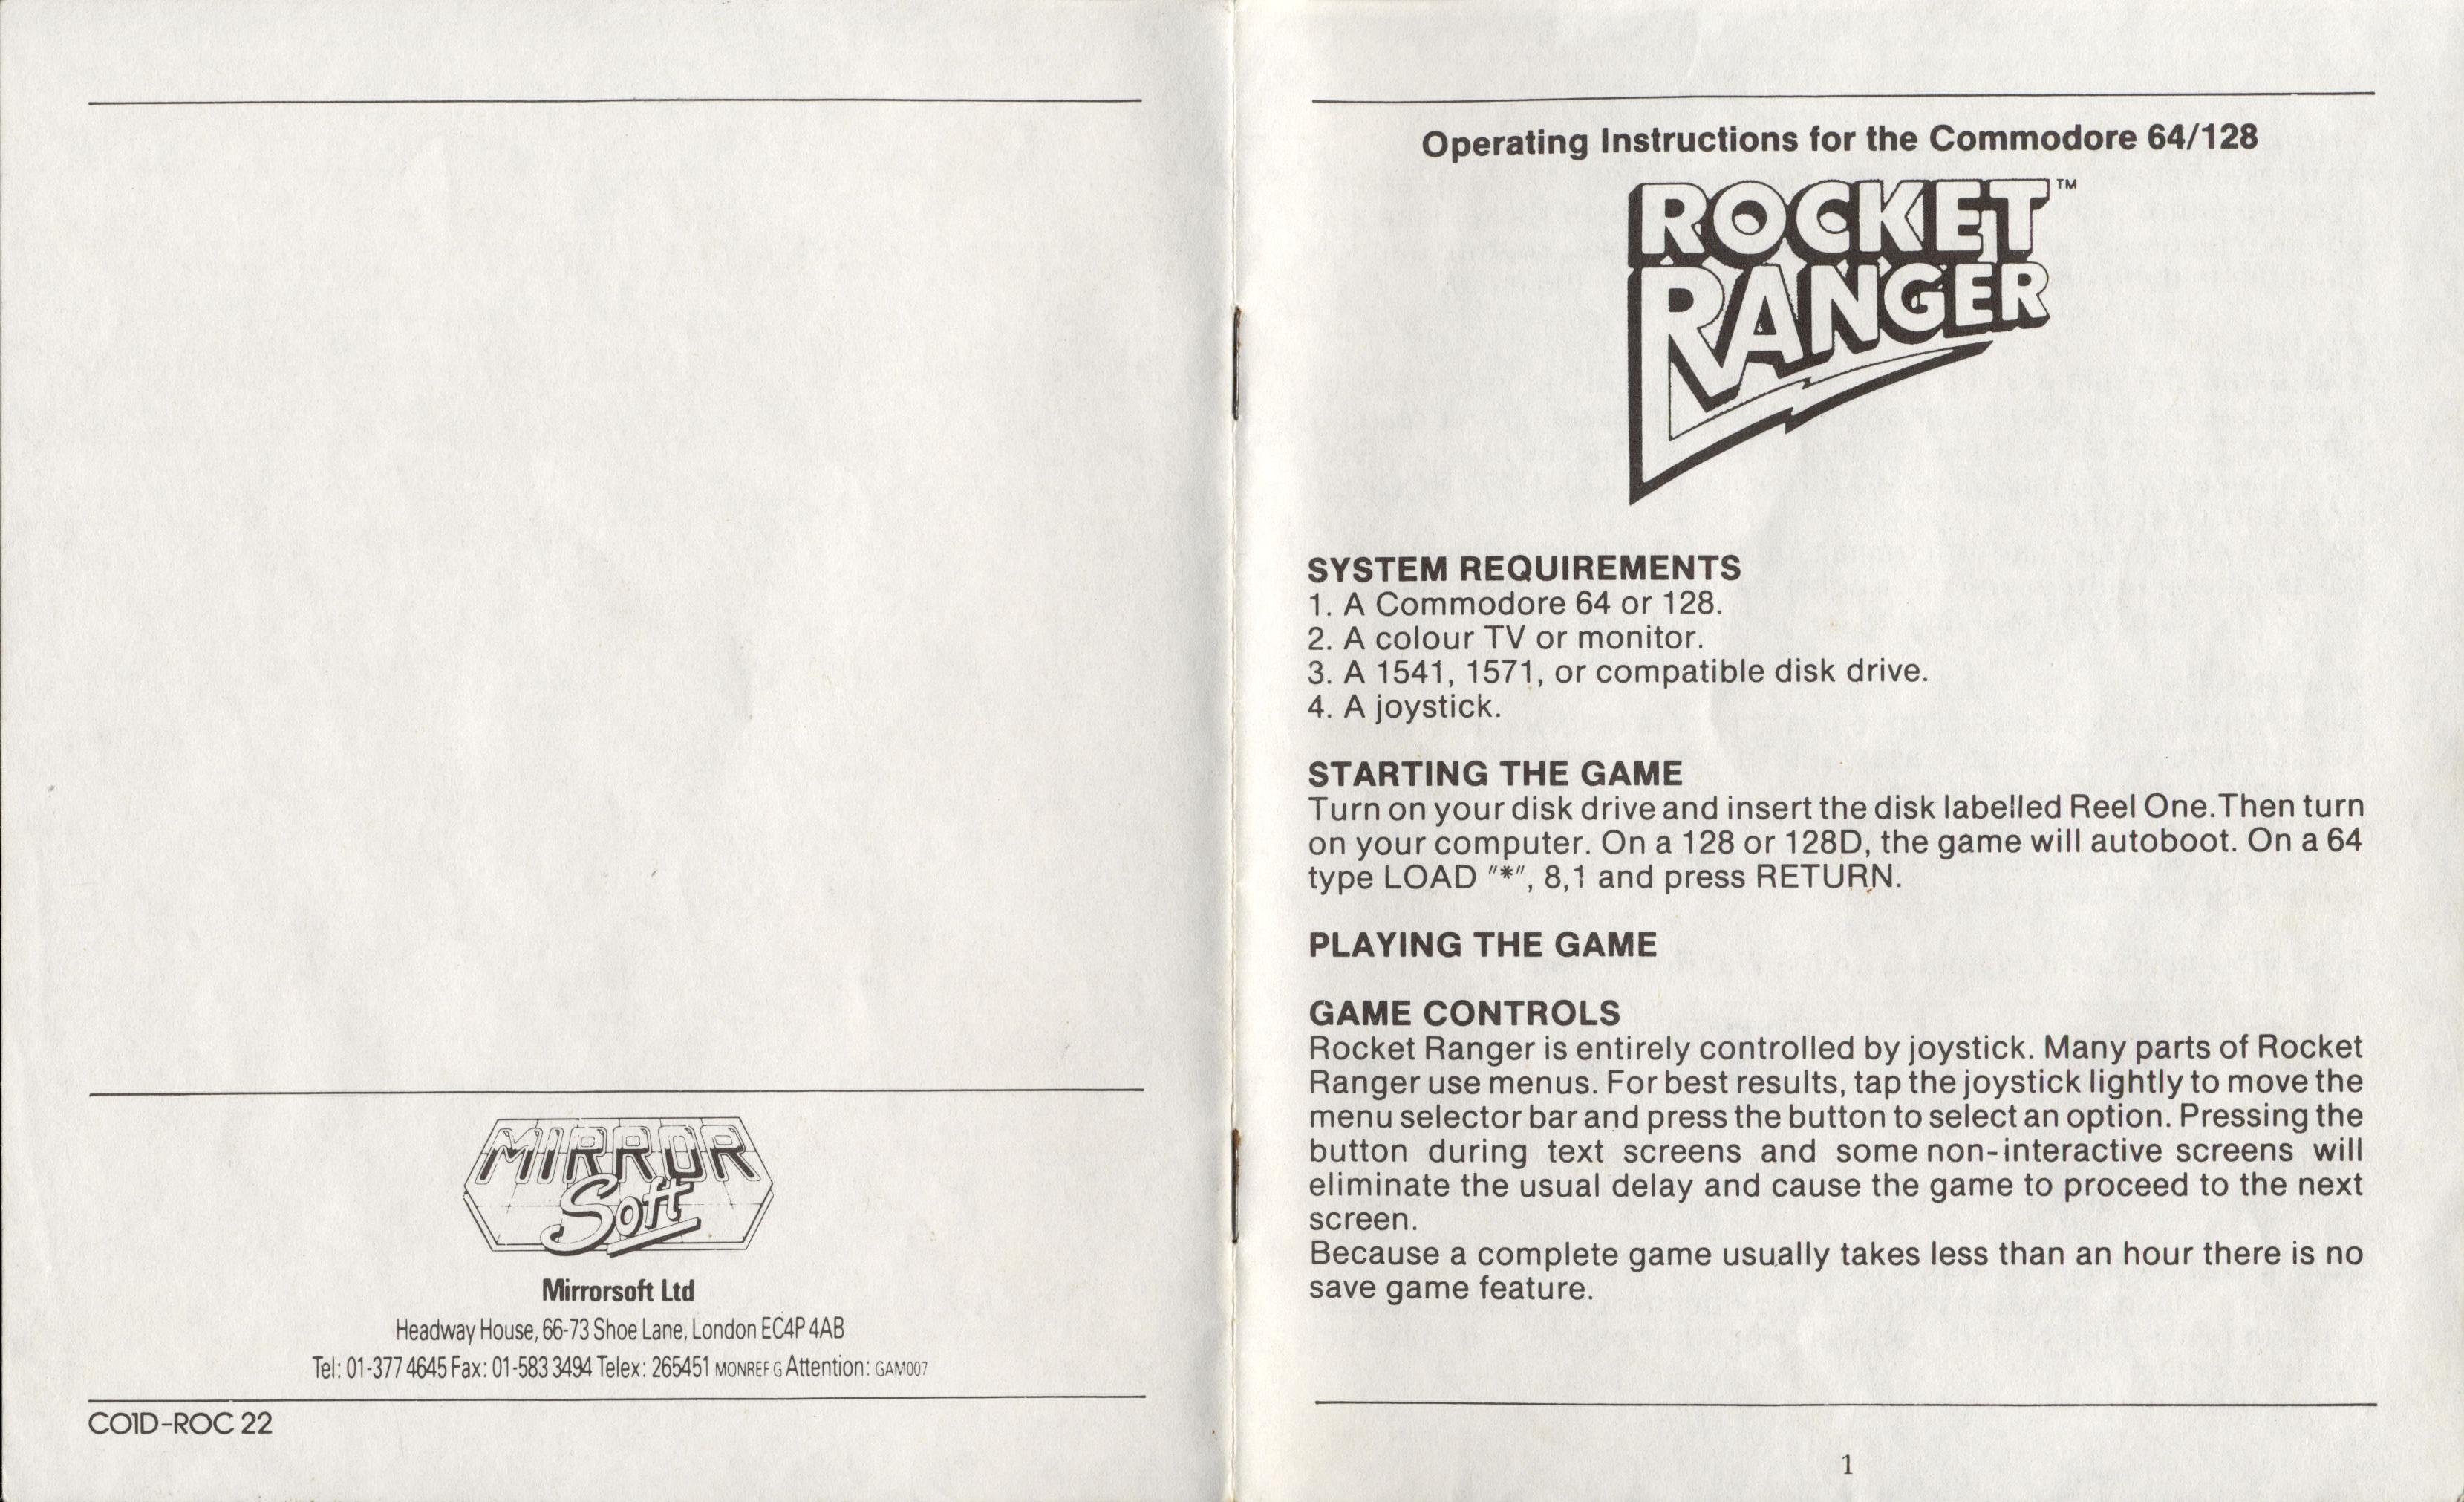 MIRROR
Soft
Mirrorsoft Ltd
Headway House, 66-73 Shoe Lane, London EC4P 4AB
Tel: 01-377 4645 Fax: 01-583 3494 Telex: 265451 MONREF G Attention: GAM007
CO1D-ROC 22
Operating Instructions for the Commodore 64/128
ROCKET™
RANGER
SYSTEM REQUIREMENTS
1. A Commodore 64 or 128.
2. A colour TV or monitor.
3. A 1541, 1571, or compatible disk drive.
4. A joystick.
STARTING THE GAME
Turn on your disk drive and insert the disk labelled Reel One. Then turn
on your computer. On a 128 or 128D, the game will autoboot. On a 64
type LOAD "*", 8,1 and press RETURN.
PLAYING THE GAME
GAME CONTROLS
Rocket Ranger is entirely controlled by joystick. Many parts of Rocket
Ranger use menus. For best results, tap the joystick lightly to move the
menu selector bar and press the button to select an option. Pressing the
button during text screens and some non-interactive screens will
eliminate the usual delay and cause the game to proceed to the next
screen.
Because a complete game usually takes less than an hour there is no
save game feature.
1